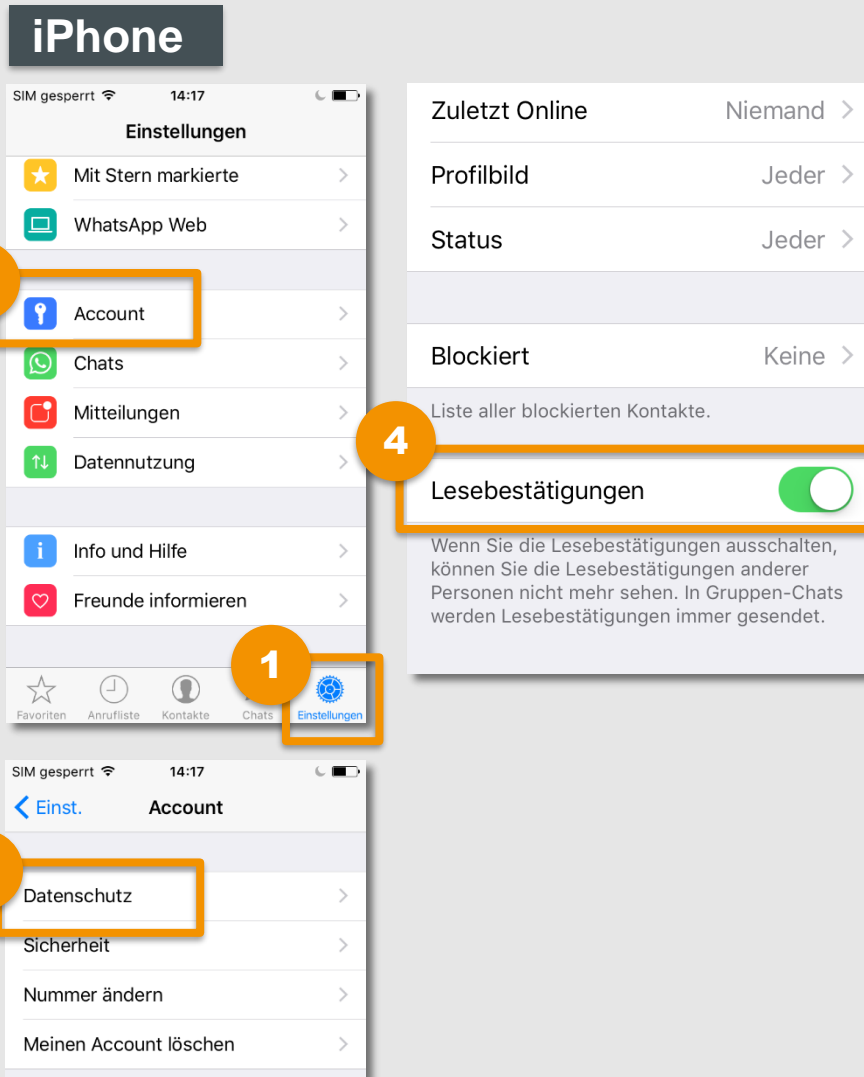 iPhone
SIM gesperrt 14:17
Einstellungen
Mit Stern markierte
WhatsApp Web
Account
Chats
Mitteilungen
Datennutzung
Info und Hilfe
Freunde informieren
1
Favoriten Anrufliste Kontakte Chats Einstellungen
SIM gesperrt 14:17
Einst. Account
Datenschutz
Sicherheit
Nummer ändern
Meinen Account löschen
Zuletzt Online Niemand
Profilbild Jeder
Status Jeder
Blockiert Keine
Liste aller blockierten Kontakte.
4
Lesebestätigungen
Wenn Sie die Lesebestätigungen ausschalten,
können Sie die Lesebestätigungen anderer
Personen nicht mehr sehen. In Gruppen-Chats
werden Lesebestätigungen immer gesendet.